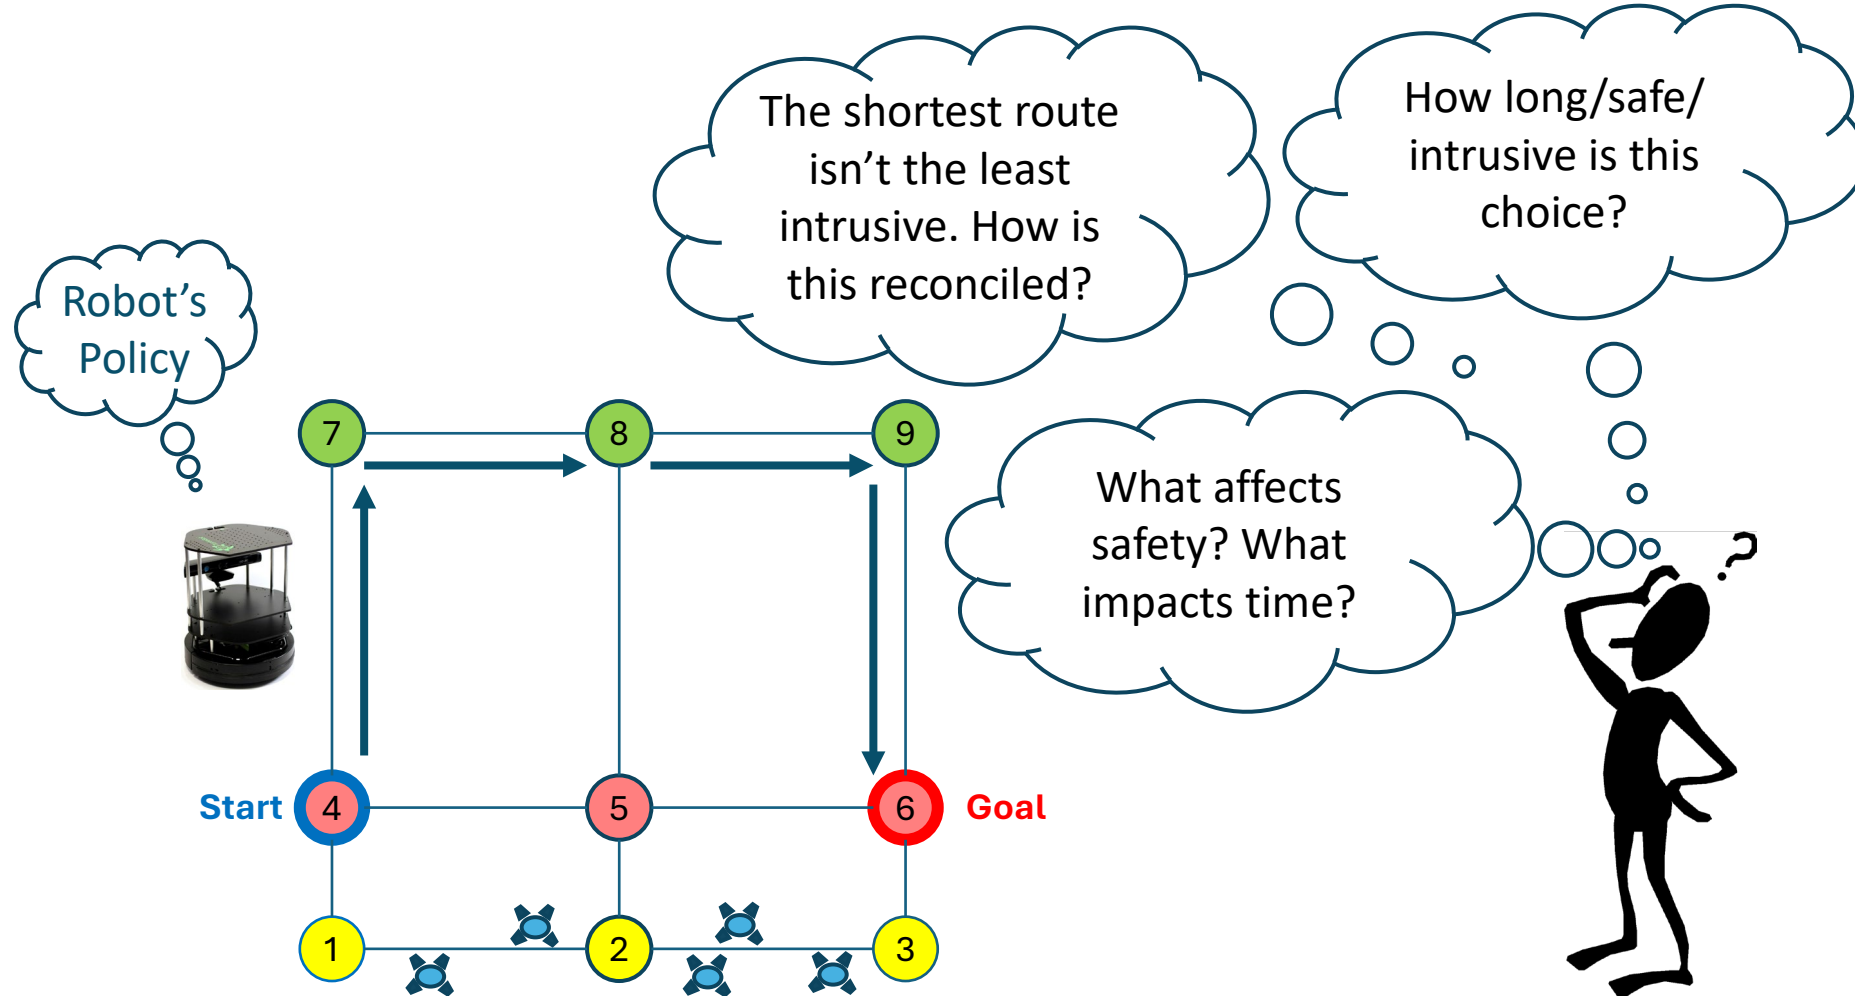 The shortest route
isn’t the least
intrusive. How is
this reconciled?
How long/safe/
intrusive is this
choice?
Robot’s
Policy
7
8
9
What affects
safety? What
impacts time?
?
Start
4
5
6
Goal
1
2
3